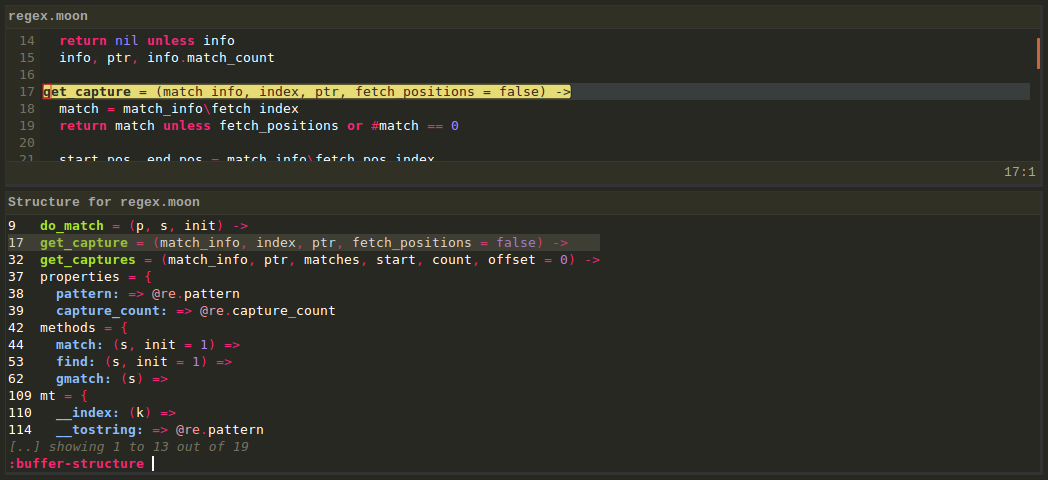 regex.moon
14 return nil unless info
15 info, ptr, info.match_count
16
17 get_capture = (match_info, index, ptr, fetch_positions = false) ->
18 match = match_info\fetch index
19 return match unless fetch_positions or #match == 0
20
21 start_pos, end_pos = match_info\fetch_pos index
17:1
Structure for regex.moon
9 do_match = (p, s, init) ->
17 get_capture = (match_info, index, ptr, fetch_positions = false) ->
32 get_captures = (match_info, ptr, matches, start, count, offset = 0) ->
37 properties = {
38 pattern: => @re.pattern
39 capture_count: => @re.capture_count
42 methods = {
44 match: (s, init = 1) =>
53 find: (s, init = 1) =>
62 gmatch: (s) =>
109 mt = {
110 __index: (k) =>
114 __tostring: => @re.pattern
[..] showing 1 to 13 out of 19
:buffer-structure